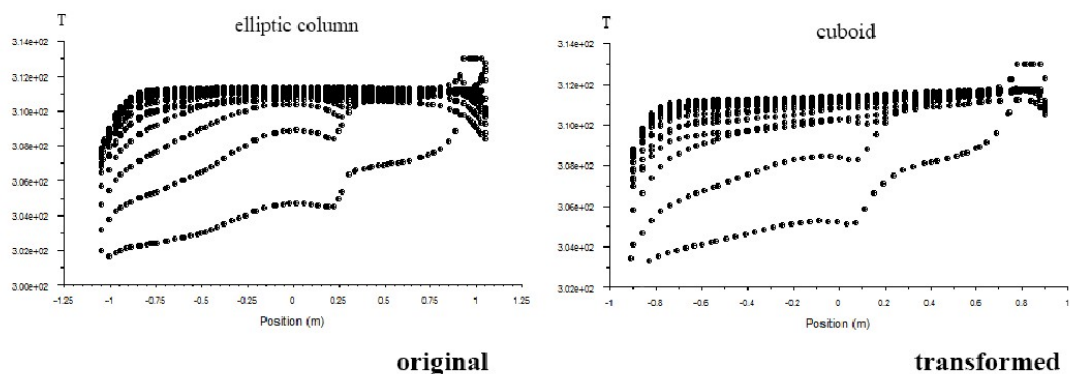 T
elliptic column
3.14e+02
3.12e+02
3.10e+02
3.08e+02
3.06e+02
3.04e+02
3.02e+02
3.00e+02
-1.25 -1 -0.75 -0.5 -0.25 0 0.25 0.5 0.75 1 1.25
Position (m)
original
T
cuboid
3.14e+02
3.12e+02
3.10e+02
3.08e+02
3.06e+02
3.04e+02
3.02e+02
-1 -0.8 -0.6 -0.4 -0.2 0 0.2 0.4 0.6 0.8 1
Position (m)
transformed